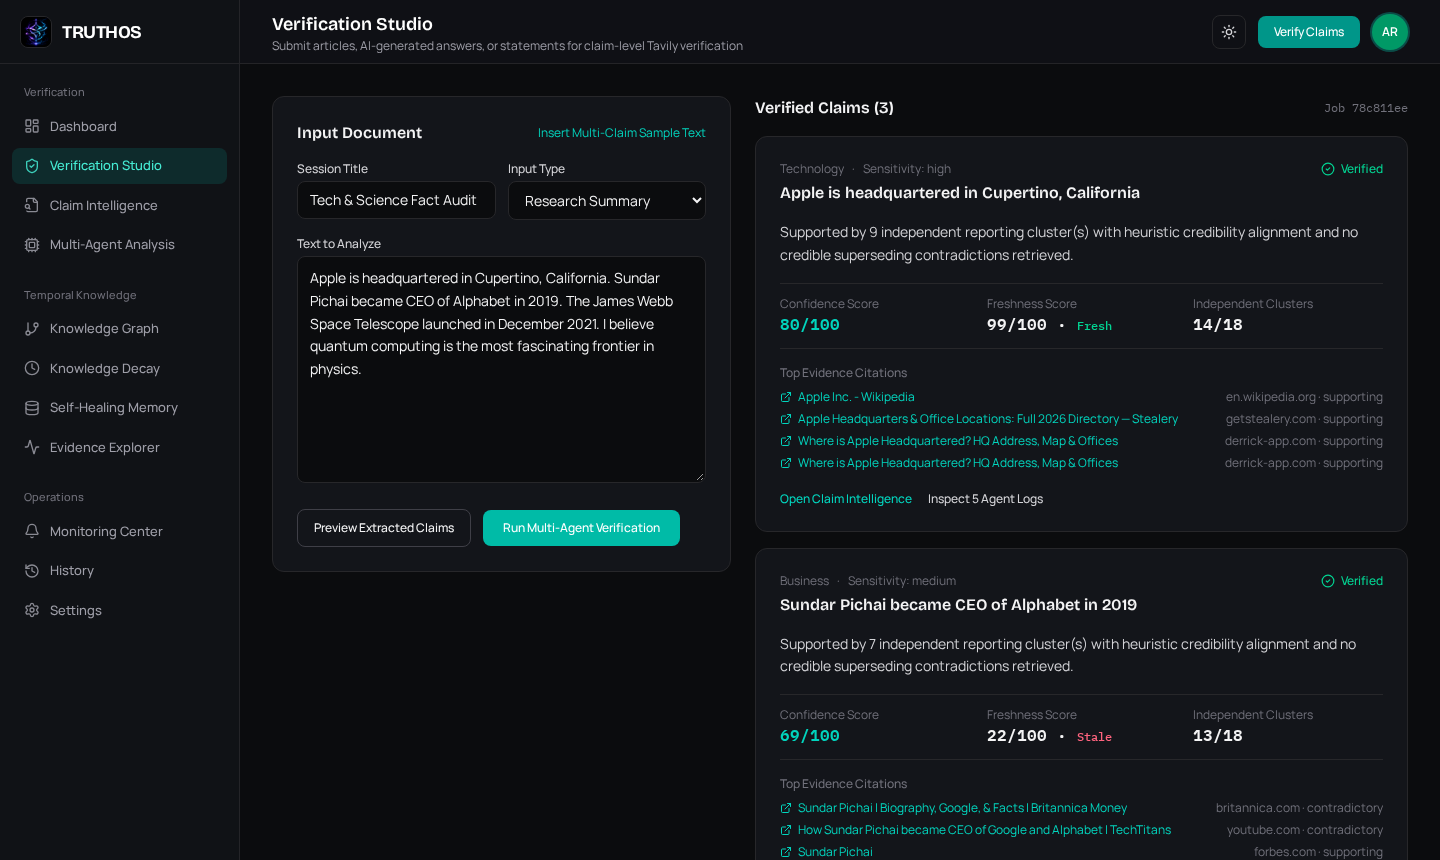 TRUTHOS
Verification
Dashboard
Verification Studio
Claim Intelligence
Multi-Agent Analysis
Temporal Knowledge
Knowledge Graph
Knowledge Decay
Self-Healing Memory
Evidence Explorer
Operations
Monitoring Center
History
Settings
Verification Studio
Submit articles, AI-generated answers, or statements for claim-level Tavily verification
Verify Claims
AR
Input Document
Insert Multi-Claim Sample Text
Session Title
Input Type
Tech & Science Fact Audit
Research Summary
Text to Analyze
Apple is headquartered in Cupertino, California. Sundar
Pichai became CEO of Alphabet in 2019. The James Webb
Space Telescope launched in December 2021. I believe
quantum computing is the most fascinating frontier in
physics.
Preview Extracted Claims
Run Multi-Agent Verification
Verified Claims (3)
Job 78c811ee
Technology · Sensitivity: high
Verified
Apple is headquartered in Cupertino, California
Supported by 9 independent reporting cluster(s) with heuristic credibility alignment and no
credible superseding contradictions retrieved.
Confidence Score
Freshness Score
Independent Clusters
80/100
99/100 • Fresh
14/18
Top Evidence Citations
Apple Inc. - Wikipedia
en.wikipedia.org · supporting
Apple Headquarters & Office Locations: Full 2026 Directory — Stealery
getstealery.com · supporting
Where is Apple Headquartered? HQ Address, Map & Offices
derrick-app.com · supporting
Where is Apple Headquartered? HQ Address, Map & Offices
derrick-app.com · supporting
Open Claim Intelligence
Inspect 5 Agent Logs
Business · Sensitivity: medium
Verified
Sundar Pichai became CEO of Alphabet in 2019
Supported by 7 independent reporting cluster(s) with heuristic credibility alignment and no
credible superseding contradictions retrieved.
Confidence Score
Freshness Score
Independent Clusters
69/100
22/100 • Stale
13/18
Top Evidence Citations
Sundar Pichai | Biography, Google, & Facts | Britannica Money
britannica.com · contradictory
How Sundar Pichai became CEO of Google and Alphabet | TechTitans
youtube.com · contradictory
Sundar Pichai
forbes.com · supporting